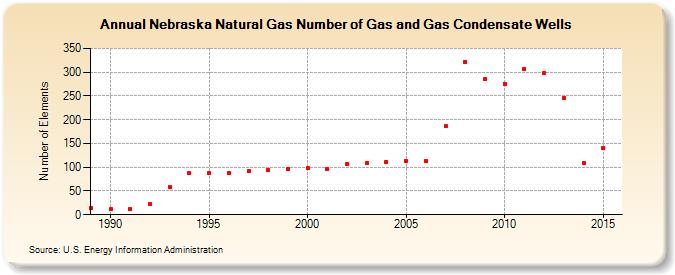 Annual Nebraska Natural Gas Number of Gas and Gas Condensate Wells
Number of Elements
350
300
250
200
150
100
50
0
1990 1995 2000 2005 2010 2015
Source: U.S. Energy Information Administration